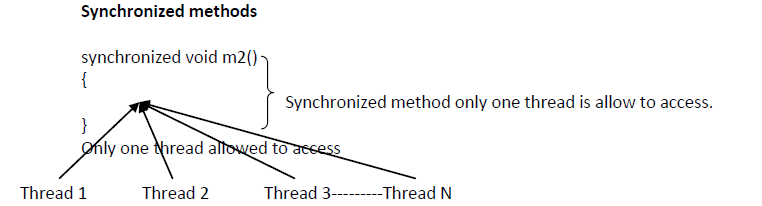 Synchronized methods
synchronized void m2()
{
Synchronized method only one thread is allow to access.
}
Only one thread allowed to access
Thread 1 Thread 2 Thread 3---------Thread N